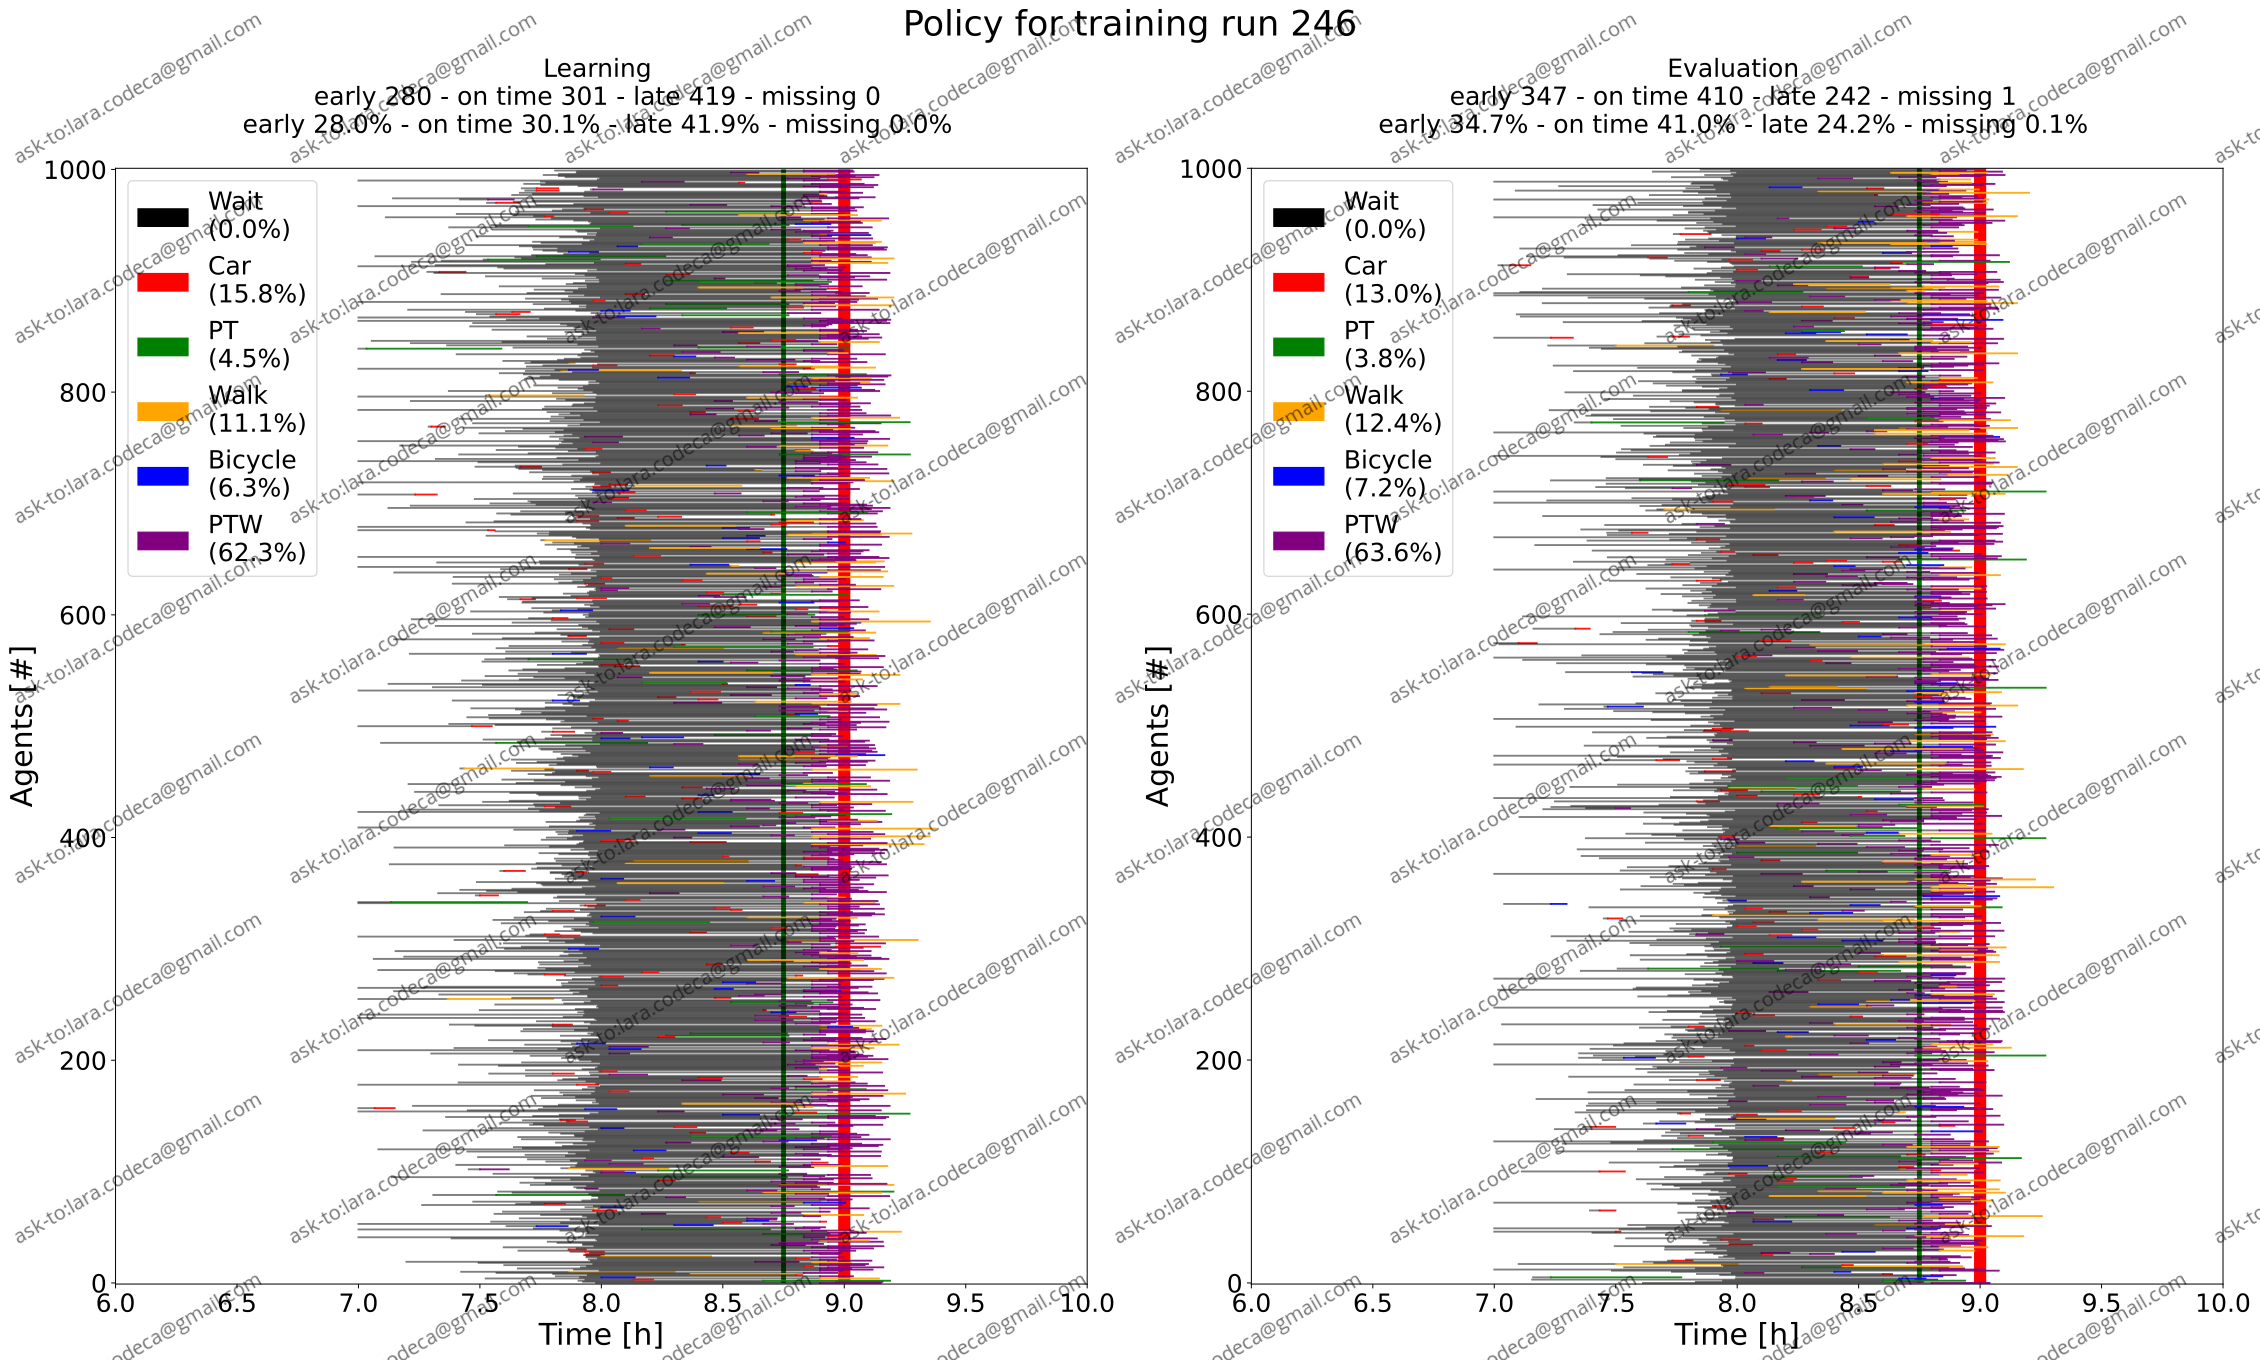 Policy for training run 246
Learning
early 280 - on time 301 - late 419 - missing 0
early 28.0% - on time 30.1% - late 41.9% - missing 0.0%
Evaluation
early 347 - on time 410 - late 242 - missing 1
early 34.7% - on time 41.0% - late 24.2% - missing 0.1%
Wait
(0.0%)
Car
(15.8%)
PT
(4.5%)
Walk
(11.1%)
Bicycle
(6.3%)
PTW
(62.3%)
1000
800
600
400
200
0
Agents [#]
6.0 6.5 7.0 7.5 8.0 8.5 9.0 9.5 10.0
Time [h]
Wait
(0.0%)
Car
(13.0%)
PT
(3.8%)
Walk
(12.4%)
Bicycle
(7.2%)
PTW
(63.6%)
1000
800
600
400
200
0
Agents [#]
6.0 6.5 7.0 7.5 8.0 8.5 9.0 9.5 10.0
Time [h]
ask-to:lara.codeca@gmail.com